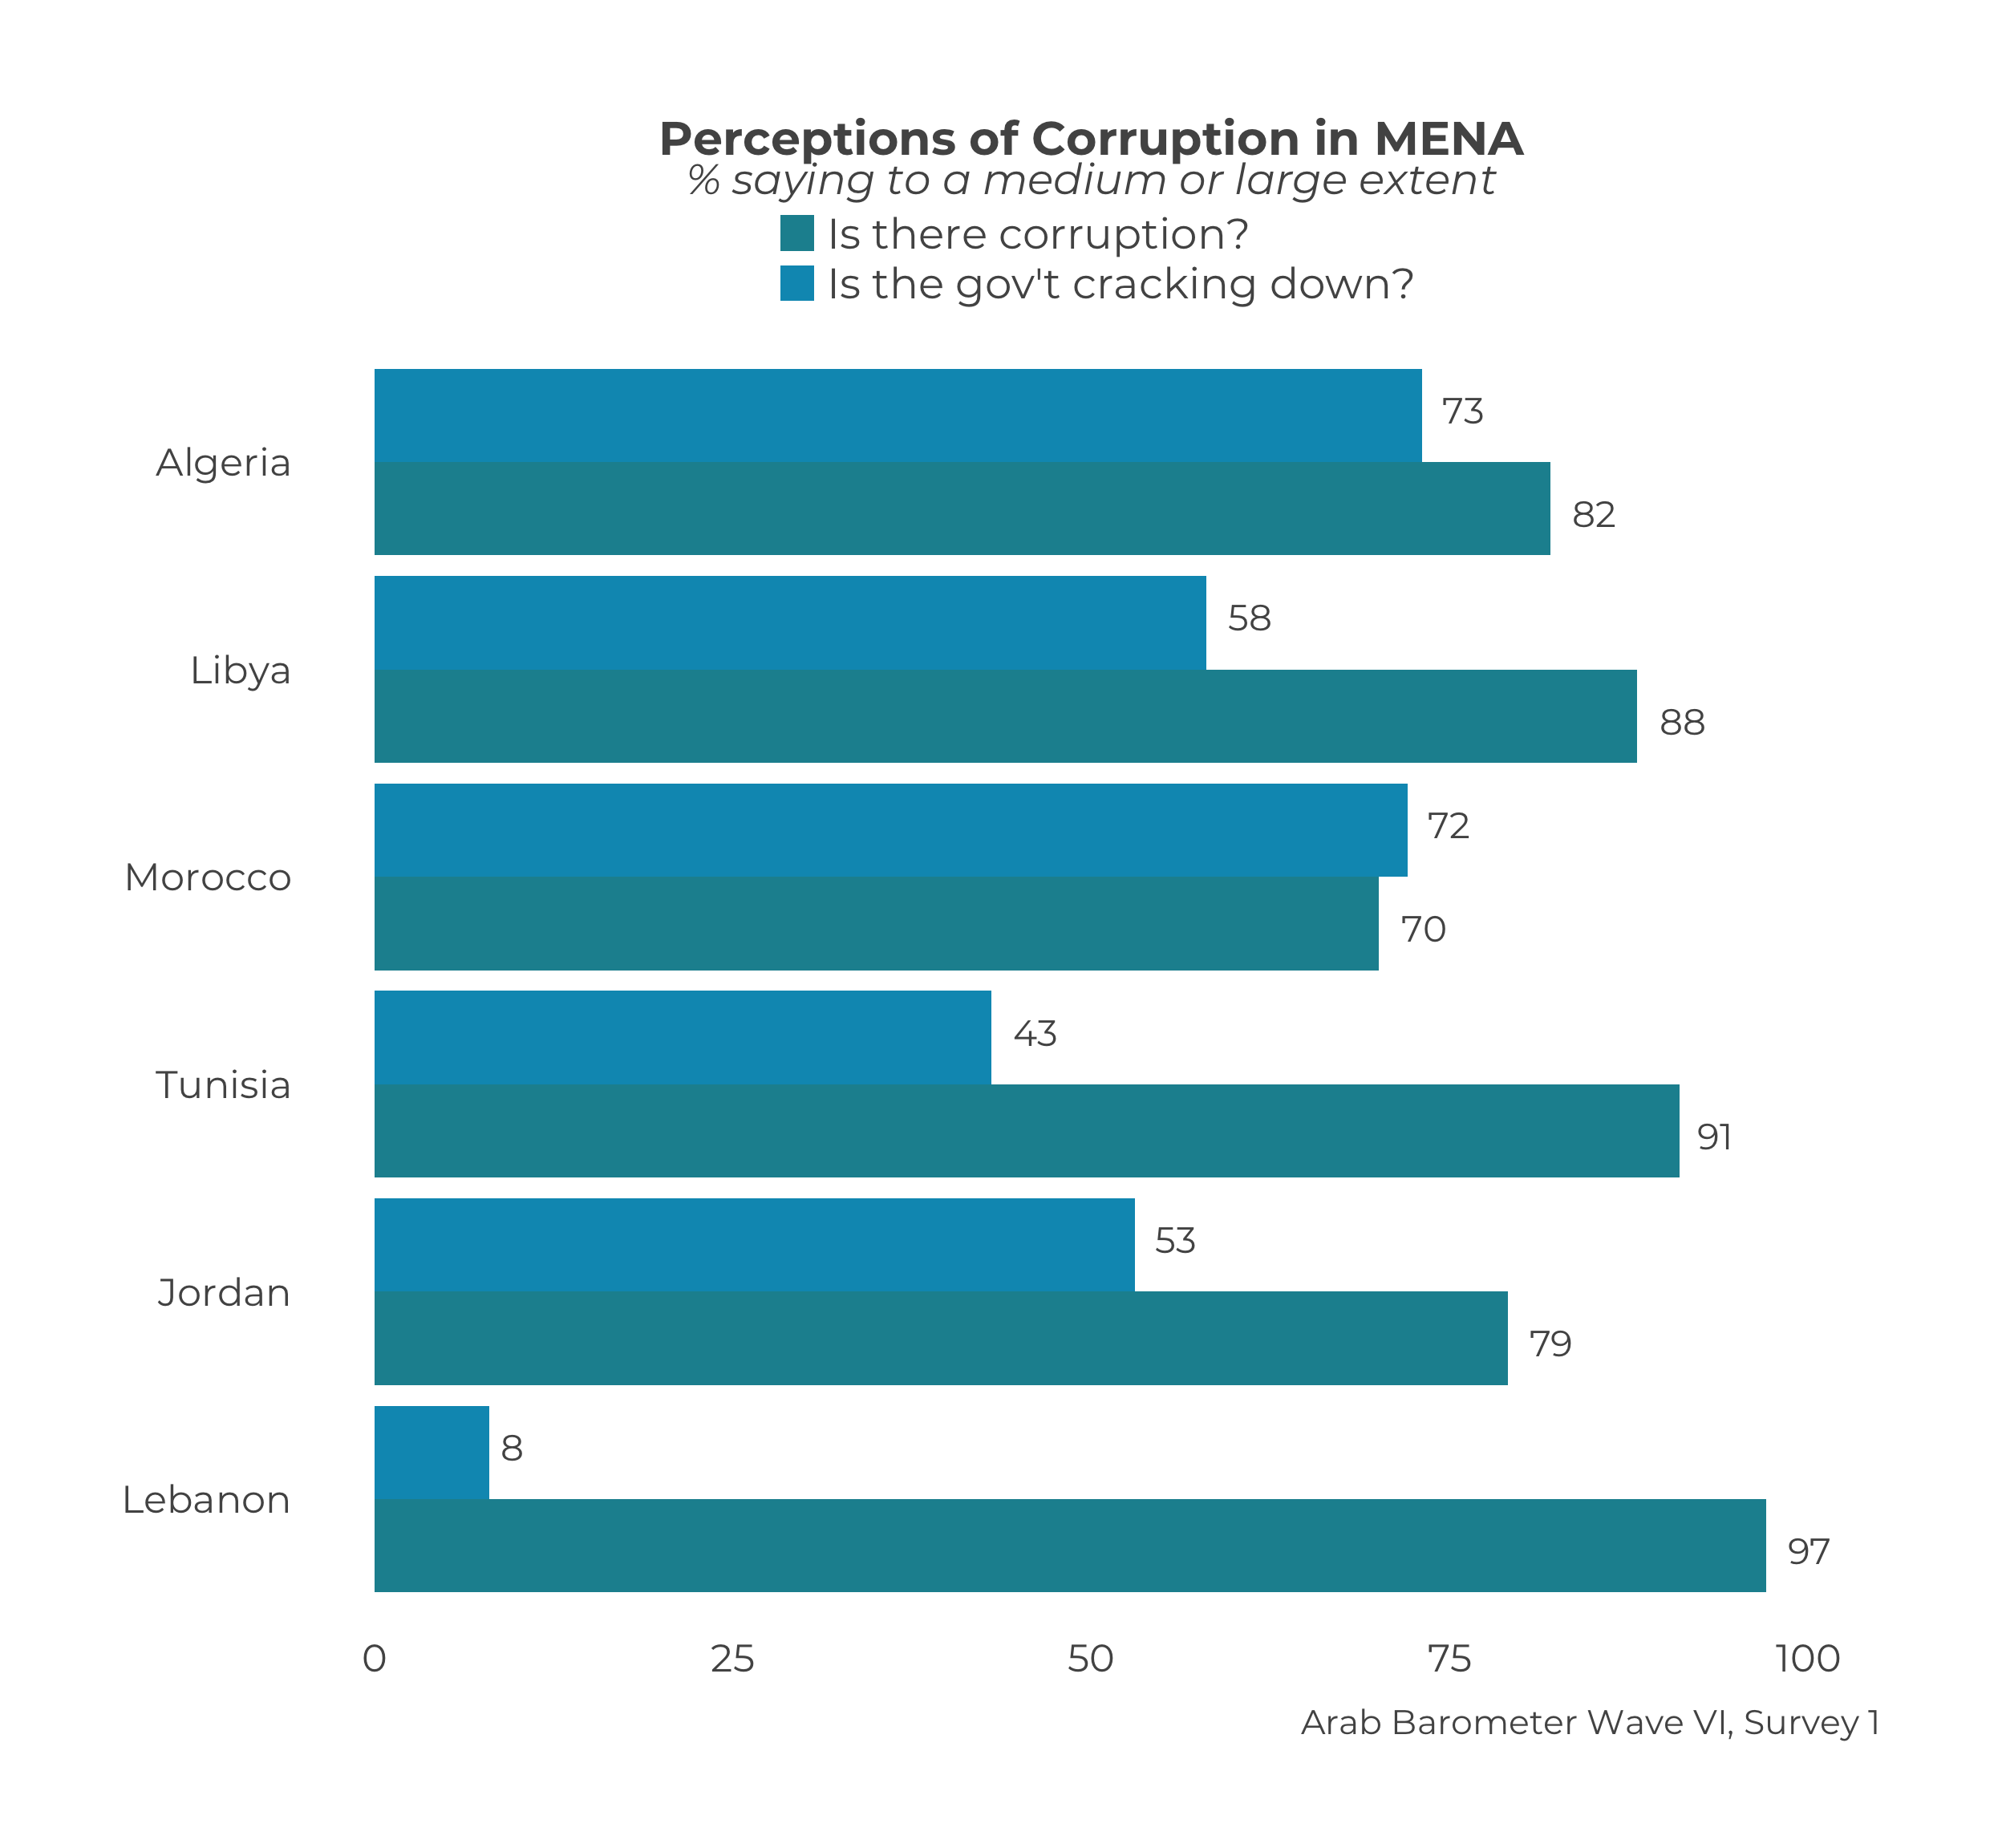 Perceptions of Corruption in MENA
% saying to a medium or large extent
Is there corruption?
Is the gov't cracking down?
73
Algeria
82
58
Libya
88
72
Morocco
70
43
Tunisia
91
53
Jordan
79
8
Lebanon
97
0 25 50 75 100
Arab Barometer Wave VI, Survey 1